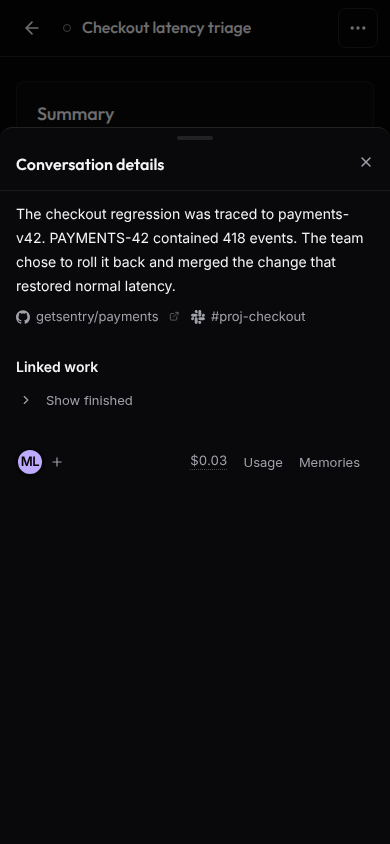 Checkout latency triage
Summary
Conversation details
The checkout regression was traced to payments-
v42. PAYMENTS-42 contained 418 events. The team
chose to roll it back and merged the change that
restored normal latency.
getsentry/payments #proj-checkout
Linked work
Show finished
ML $0.03 Usage Memories